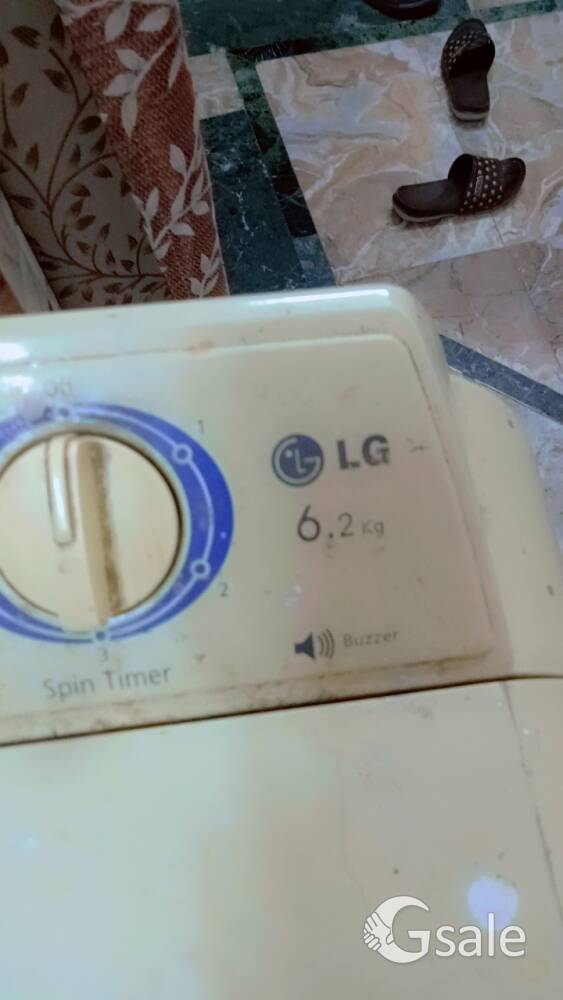 Off
1
LG
6.2 Kg
2
Buzzer
3
Spin Timer
Gsale